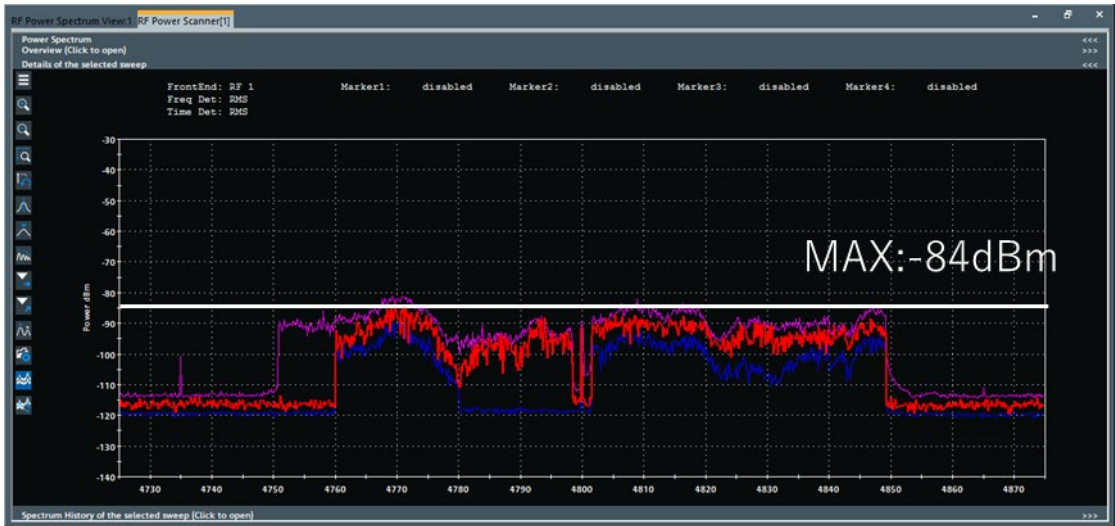 RF Power Spectrum View:1 RF Power Scanner[1]
Power Spectrum <<<
Overview (Click to open) >>>
Details of the selected sweep <<<
FrontEnd: RF 1 Marker1: disabled Marker2: disabled Marker3: disabled Marker4: disabled
Freq Det: RMS
Time Det: RMS
-30
-40
-50
-60
MAX:-84dBm
-70
-80
Power dBm
-90
-100
-110
-120
-130
-140
4730 4740 4750 4760 4770 4780 4790 4800 4810 4820 4830 4840 4850 4860 4870
Spectrum History of the selected sweep (Click to open) >>>